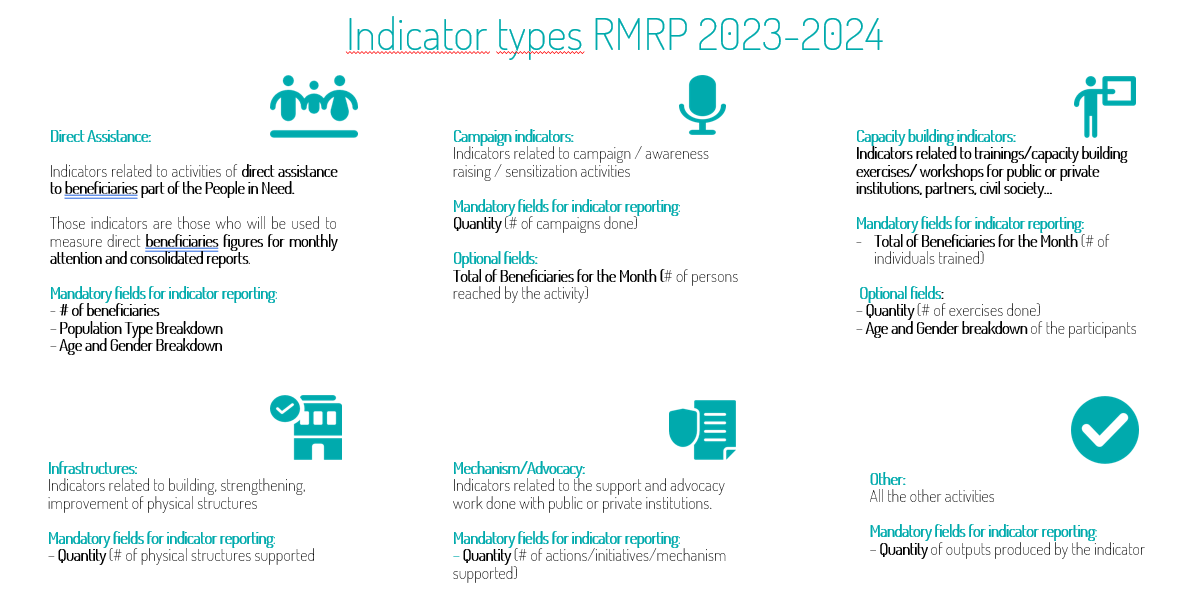 Indicator types RMRP 2023-2024
Direct Assistance:
Indicators related to activities of direct assistance
to beneficiaries part of the People in Need.
Those indicators are those who will be used to
measure direct beneficiaries figures for monthly
attention and consolidated reports.
Mandatory fields for indicator reporting:
- # of beneficiaries
- Population Type Breakdown
- Age and Gender Breakdown
Campaign indicators:
Indicators related to campaign / awareness
raising / sensitization activities
Mandatory fields for indicator reporting:
Quantity (# of campaigns done)
Optional fields:
Total of Beneficiaries for the Month (# of persons
reached by the activity)
Capacity building indicators:
Indicators related to trainings/capacity building
exercises/ workshops for public or private
institutions, partners, civil society...
Mandatory fields for indicator reporting:
- Total of Beneficiaries for the Month (# of
individuals trained)
Optional fields:
- Quantity (# of exercises done)
- Age and Gender breakdown of the participants
Infrastructures:
Indicators related to building, strengthening,
improvement of physical structures
Mandatory fields for indicator reporting:
- Quantity (# of physical structures supported
Mechanism/Advocacy:
Indicators related to the support and advocacy
work done with public or private institutions.
Mandatory fields for indicator reporting:
- Quantity (# of actions/initiatives/mechanism
supported)
Other:
All the other activities
Mandatory fields for indicator reporting:
- Quantity of outputs produced by the indicator